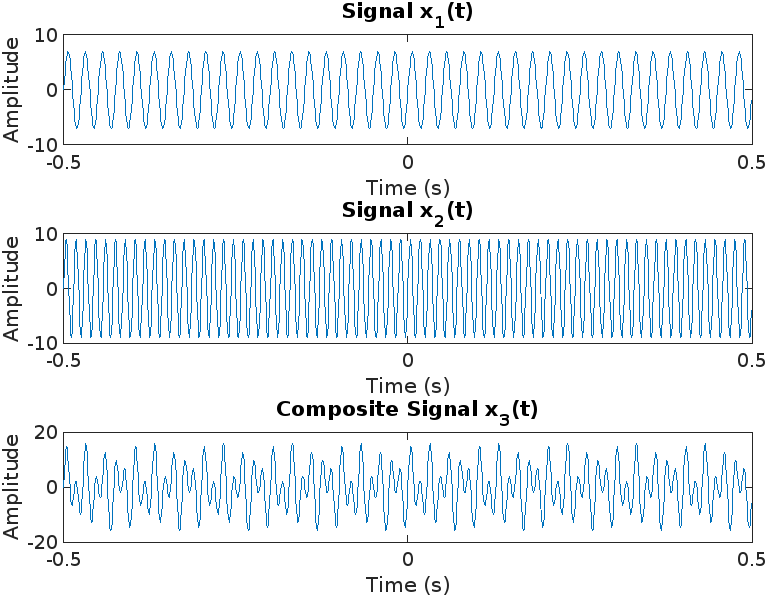 Signal x1(t)
10
0
-10
Amplitude
-0.5 0 0.5
Time (s)
Signal x2(t)
10
0
-10
Amplitude
-0.5 0 0.5
Time (s)
Composite Signal x3(t)
20
0
-20
Amplitude
-0.5 0 0.5
Time (s)